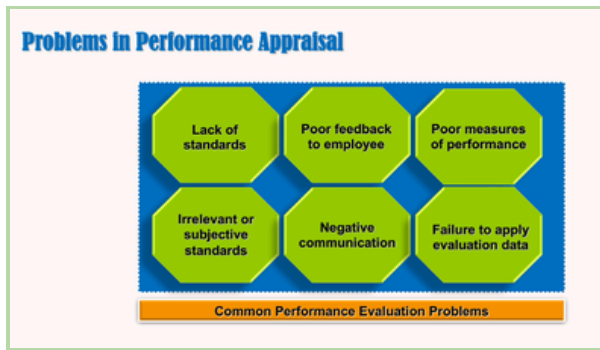 Problems in Performance Appraisal
Lack of
standards
Poor feedback
to employee
Poor measures
of performance
Irrelevant or
subjective
standards
Negative
communication
Failure to apply
evaluation data
Common Performance Evaluation Problems